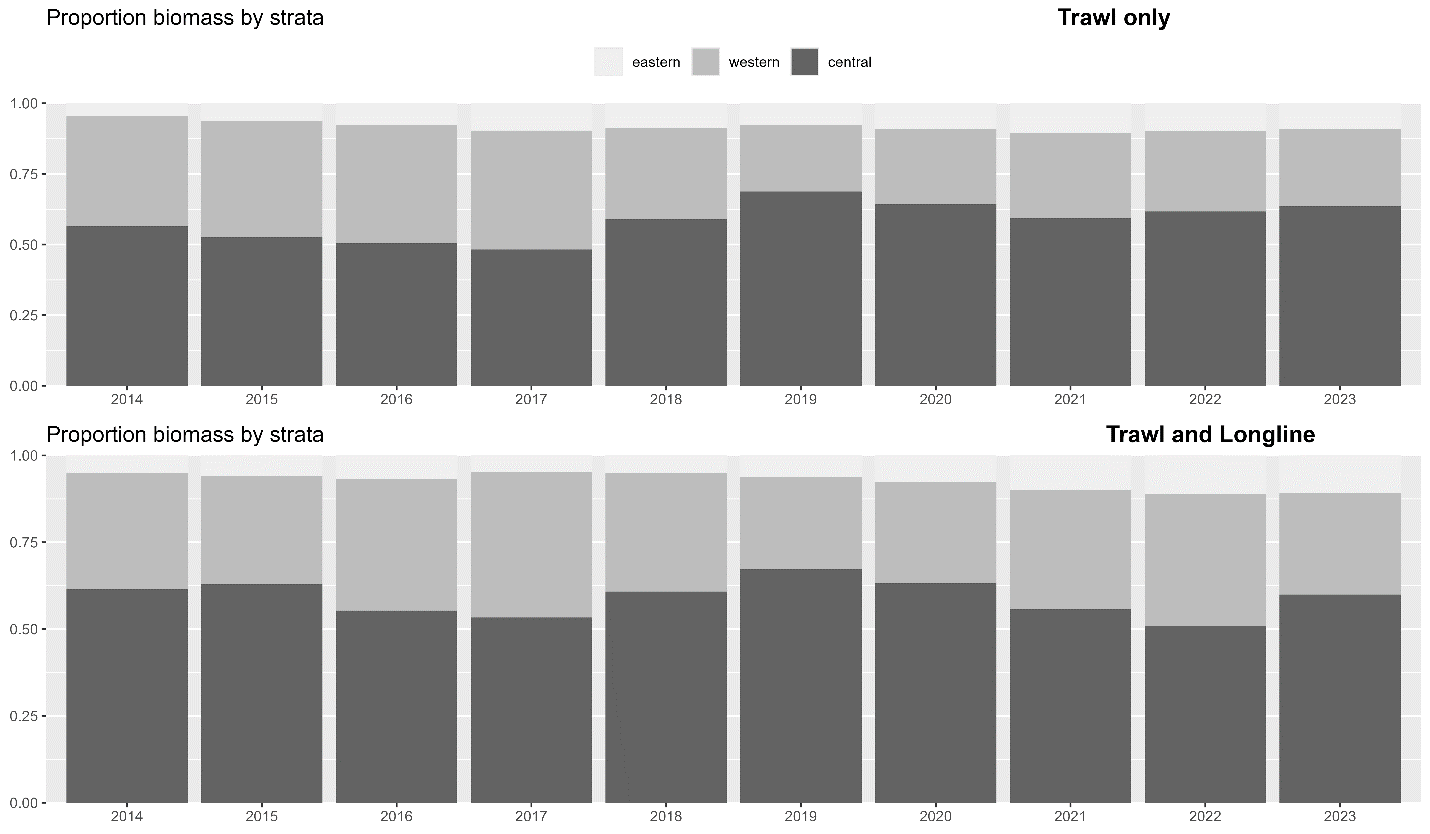 Proportion biomass by strata
Trawl only
eastern western central
1.00
0.75
0.50
0.25
0.00
2014 2015 2016 2017 2018 2019 2020 2021 2022 2023
Proportion biomass by strata
Trawl and Longline
1.00
0.75
0.50
0.25
0.00
2014 2015 2016 2017 2018 2019 2020 2021 2022 2023